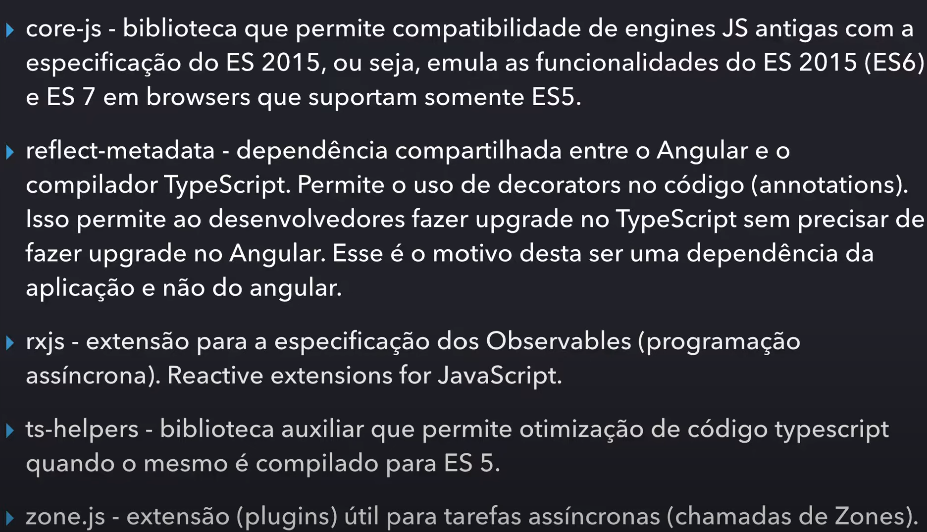 core-js - biblioteca que permite compatibilidade de engines JS antigas com a
especificação do ES 2015, ou seja, emula as funcionalidades do ES 2015 (ES6)
e ES 7 em browsers que suportam somente ES5.
reflect-metadata - dependência compartilhada entre o Angular e o
compilador TypeScript. Permite o uso de decorators no código (annotations).
Isso permite ao desenvolvedores fazer upgrade no TypeScript sem precisar de
fazer upgrade no Angular. Esse é o motivo desta ser uma dependência da
aplicação e não do angular.
rxjs - extensão para a especificação dos Observables (programação
assíncrona). Reactive extensions for JavaScript.
ts-helpers - biblioteca auxiliar que permite otimização de código typescript
quando o mesmo é compilado para ES 5.
zone.js - extensão (plugins) útil para tarefas assíncronas (chamadas de Zones).